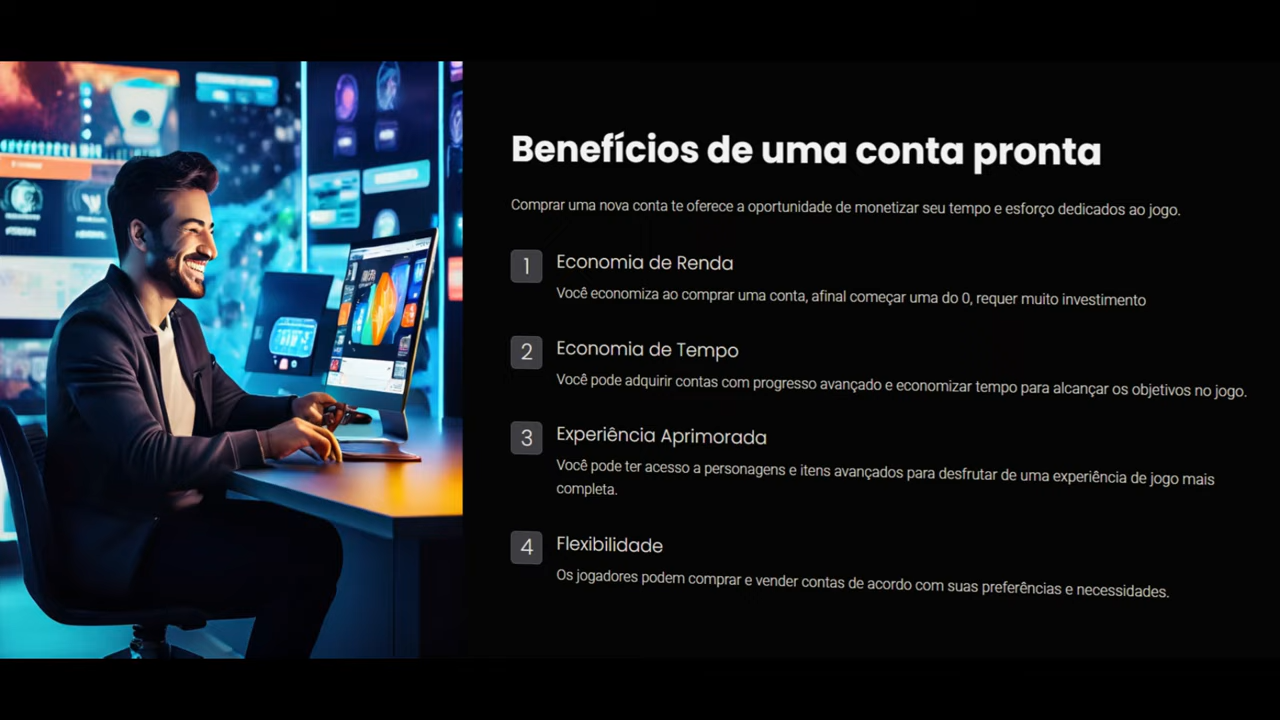 Benefícios de uma conta pronta
Comprar uma nova conta te oferece a oportunidade de monetizar seu tempo e esforço dedicados ao jogo.
1 Economia de Renda
Você economiza ao comprar uma conta, afinal começar uma do 0, requer muito investimento
2 Economia de Tempo
Você pode adquirir contas com progresso avançado e economizar tempo para alcançar os objetivos no jogo.
3 Experiência Aprimorada
Você pode ter acesso a personagens e itens avançados para desfrutar de uma experiência de jogo mais
completa.
4 Flexibilidade
Os jogadores podem comprar e vender contas de acordo com suas preferências e necessidades.